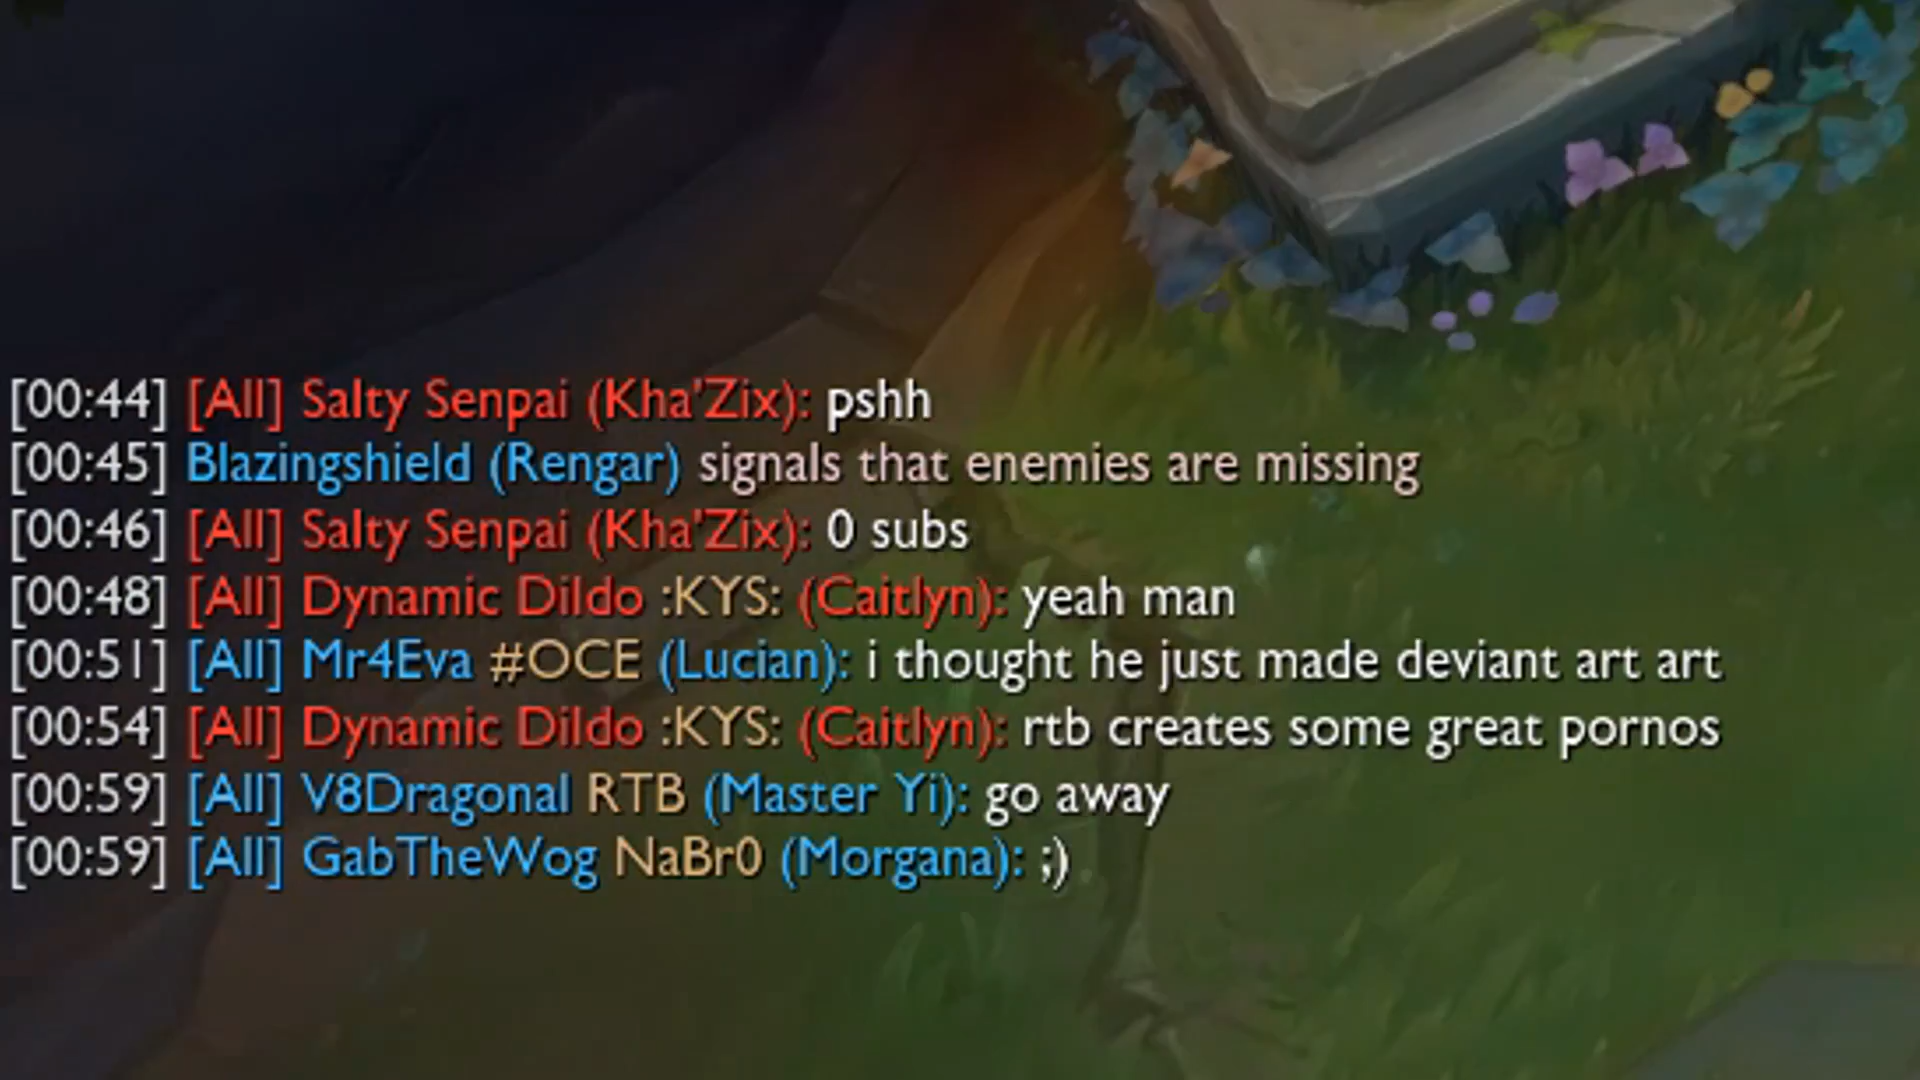 [00:44] [All] Salty Senpai (Kha'Zix): pshh
[00:45] Blazingshield (Rengar) signals that enemies are missing
[00:46] [All] Salty Senpai (Kha'Zix): 0 subs
[00:48] [All] Dynamic Dildo :KYS: (Caitlyn): yeah man
[00:51] [All] Mr4Eva #OCE (Lucian): i thought he just made deviant art art
[00:54] [All] Dynamic Dildo :KYS: (Caitlyn): rtb creates some great pornos
[00:59] [All] V8Dragonal RTB (Master Yi): go away
[00:59] [All] GabTheWog NaBr0 (Morgana): ;)